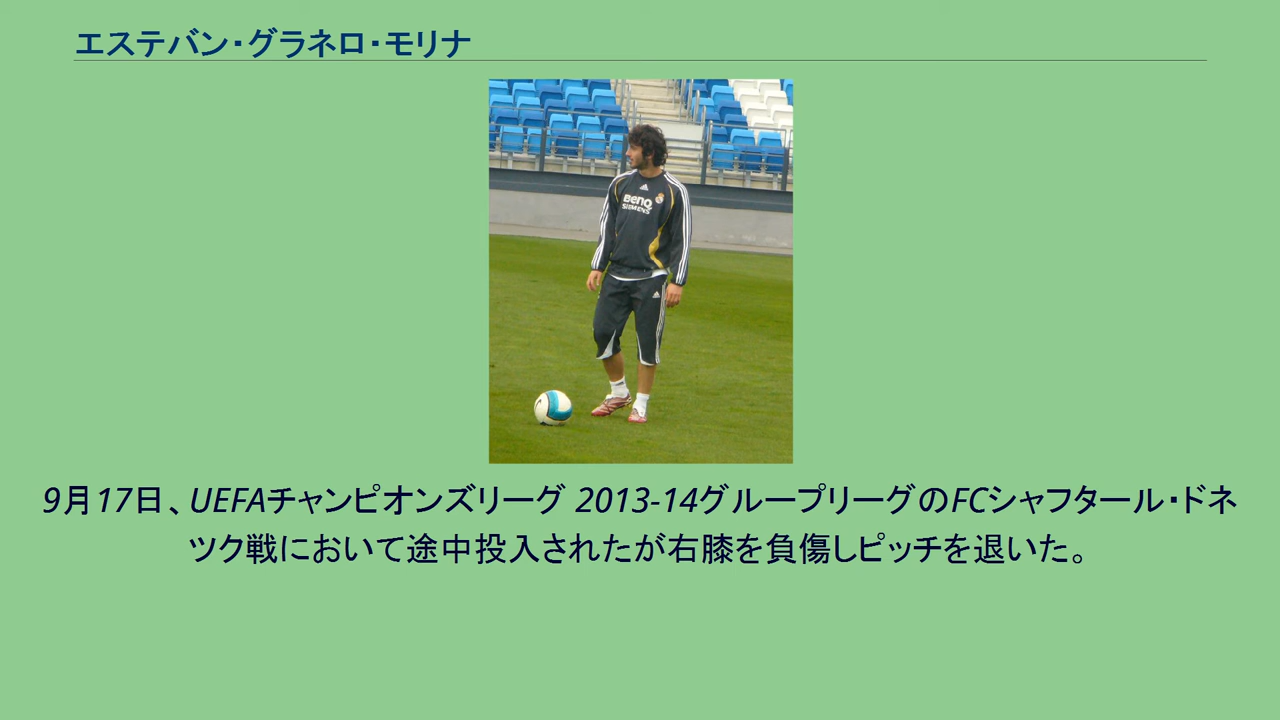 エステバン・グラネロ・モリナ
BenQ
SIEMENS
9月17日、UEFAチャンピオンズリーグ 2013-14グループリーグのFCシャフタール・ドネ
ツク戦において途中投入されたが右膝を負傷しピッチを退いた。